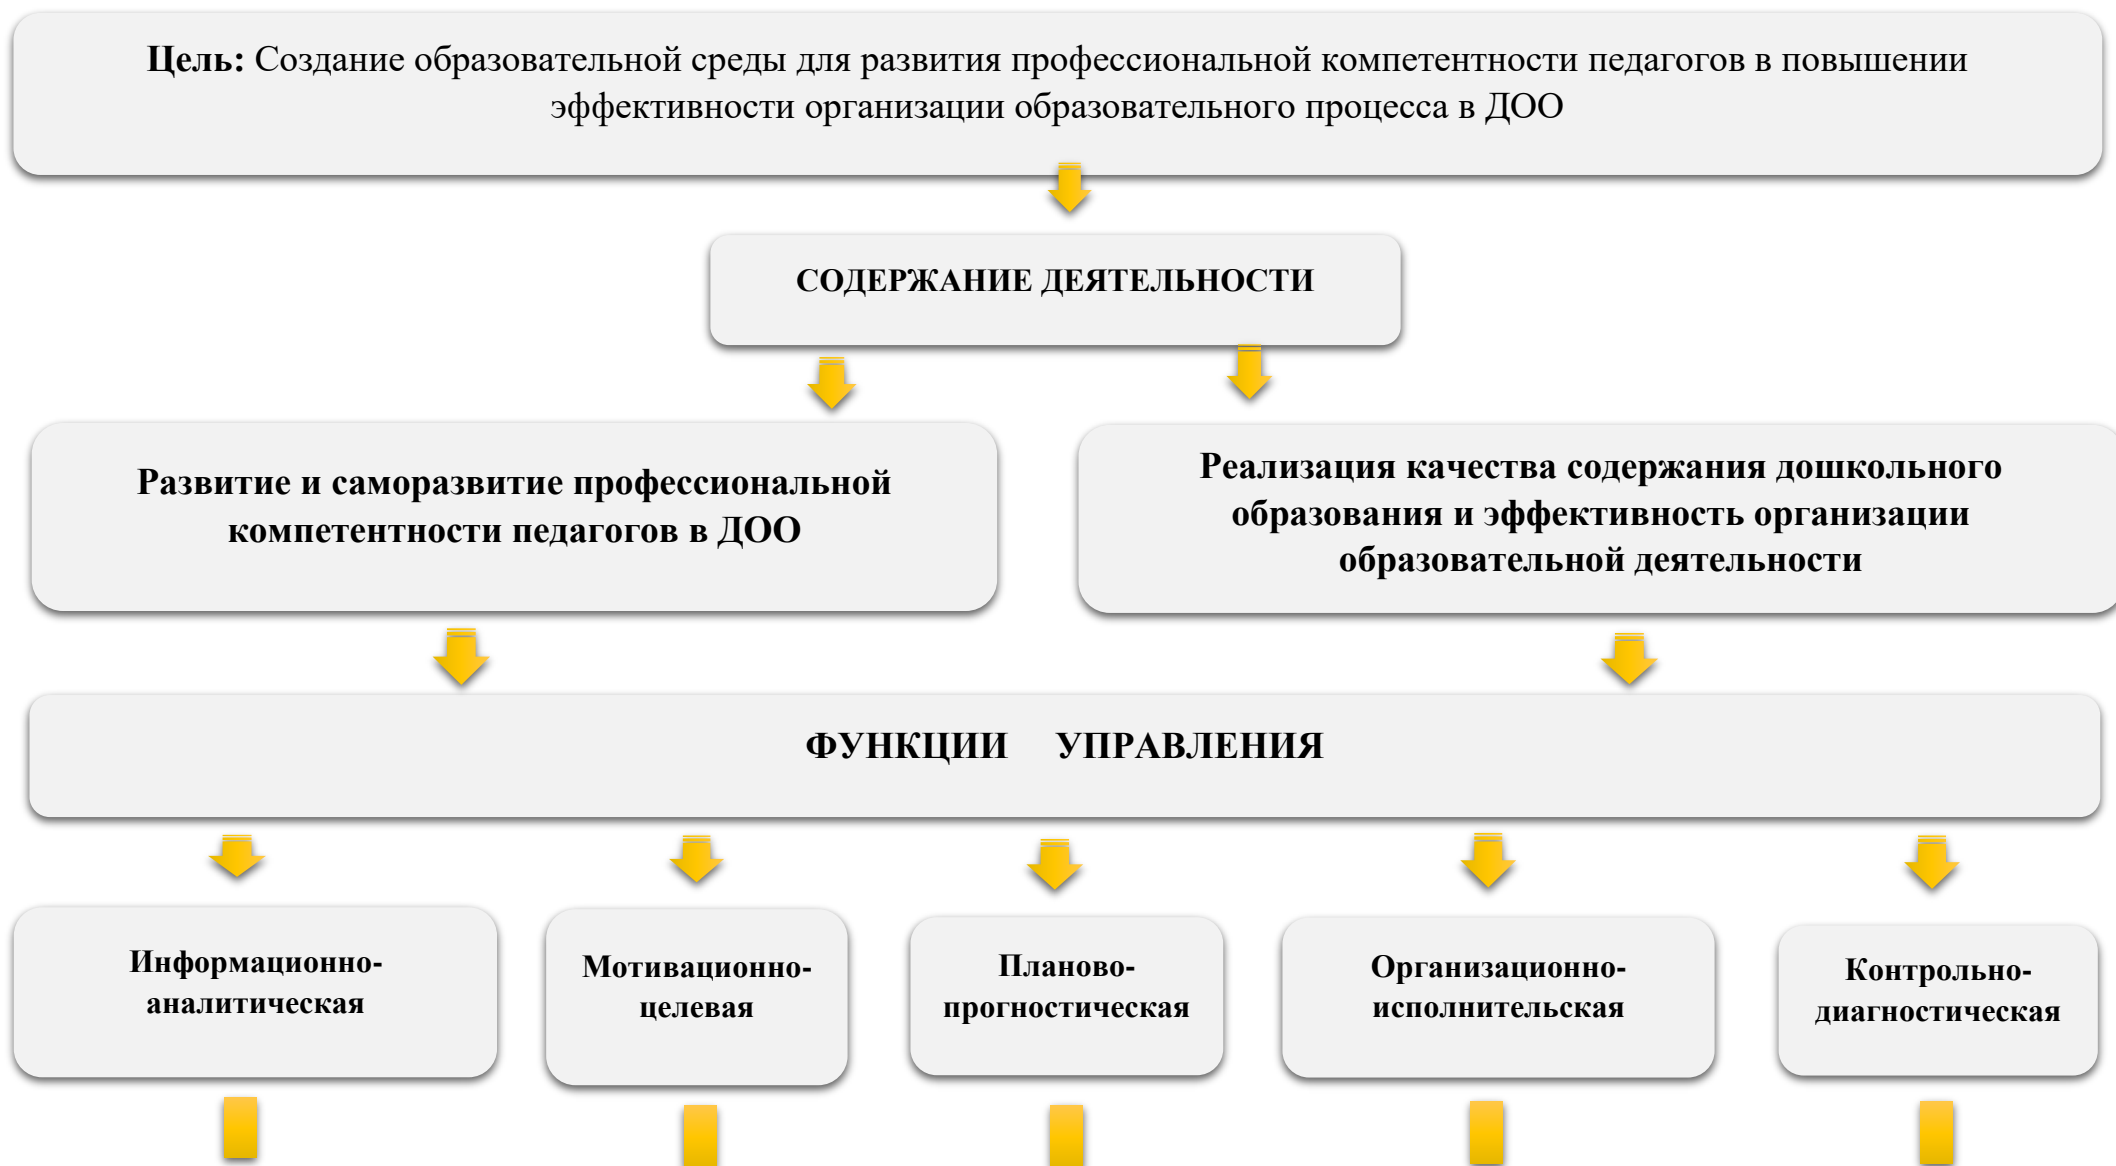 Цель: Создание образовательной среды для развития профессиональной компетентности педагогов в повышении
эффективности организации образовательного процесса в ДОО
СОДЕРЖАНИЕ ДЕЯТЕЛЬНОСТИ
Развитие и саморазвитие профессиональной
компетентности педагогов в ДОО
Реализация качества содержания дошкольного
образования и эффективность организации
образовательной деятельности
ФУНКЦИИ УПРАВЛЕНИЯ
Информационно-
аналитическая
Мотивационно-
целевая
Планово-
прогностическая
Организационно-
исполнительская
Контрольно-
диагностическая